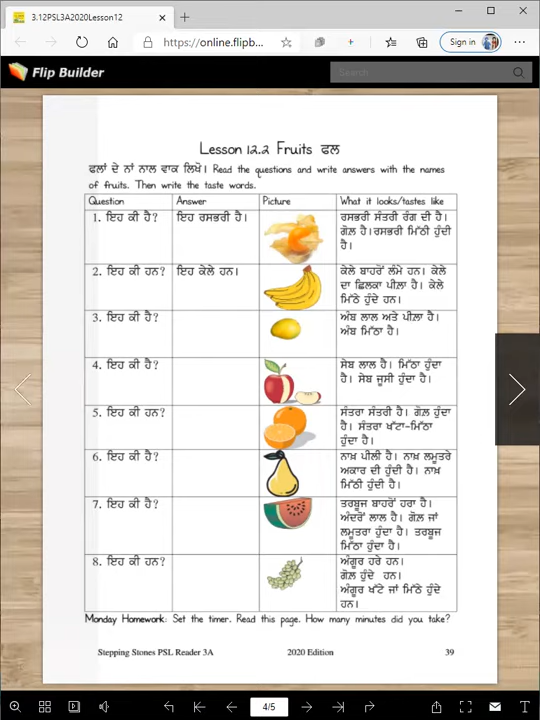 3.12PSL3A2020Lesson12
https://online.flipb...
Sign in
Flip Builder
Search
Lesson 12.2 Fruits ਫਲ
ਫਲਾਂ ਦੇ ਨਾਂ ਨਾਲ ਵਾਕ ਲਿਖੋ। Read the questions and write answers with the names
of fruits. Then write the taste words.
Question Answer Picture What it looks/tastes like
1. ਇਹ ਕੀ ਹੈ? ਇਹ ਰਸਭਰੀ ਹੈ। ਰਸਭਰੀ ਸੰਤਰੀ ਰੰਗ ਦੀ ਹੈ।
ਗੋਲ਼ ਹੈ।ਰਸਭਰੀ ਮਿੱਠੀ ਹੁੰਦੀ
ਹੈ।
2. ਇਹ ਕੀ ਹਨ? ਇਹ ਕੇਲੇ ਹਨ। ਕੇਲੇ ਬਾਹਰੋਂ ਲੰਮੇ ਹਨ। ਕੇਲੇ
ਦਾ ਛਿਲਕਾ ਪੀਲ਼ਾ ਹੈ। ਕੇਲੇ
ਮਿੱਠੇ ਹੁੰਦੇ ਹਨ।
3. ਇਹ ਕੀ ਹੈ? ਅੰਬ ਲਾਲ ਅਤੇ ਪੀਲ਼ਾ ਹੈ।
ਅੰਬ ਮਿੱਠਾ ਹੈ।
4. ਇਹ ਕੀ ਹੈ? ਸੇਬ ਲਾਲ ਹੈ। ਮਿੱਠਾ ਹੁੰਦਾ
ਹੈ। ਸੇਬ ਜੂਸੀ ਹੁੰਦਾ ਹੈ।
5. ਇਹ ਕੀ ਹਨ? ਸੰਤਰਾ ਸੰਤਰੀ ਹੈ। ਗੋਲ਼ ਹੁੰਦਾ
ਹੈ। ਸੰਤਰਾ ਖੱਟਾ-ਮਿੱਠਾ
ਹੁੰਦਾ ਹੈ।
6. ਇਹ ਕੀ ਹੈ? ਨਾਖ਼ ਪੀਲੀ ਹੈ। ਨਾਖ਼ ਲਮੂਤਰੇ
ਅਕਾਰ ਦੀ ਹੁੰਦੀ ਹੈ। ਨਾਖ਼
ਮਿੱਠੀ ਹੁੰਦੀ ਹੈ।
7. ਇਹ ਕੀ ਹੈ? ਤਰਬੂਜ਼ ਬਾਹਰੋਂ ਹਰਾ ਹੈ।
ਅੰਦਰੋਂ ਲਾਲ ਹੈ। ਗੋਲ਼ ਜਾਂ
ਲਮੂਤਰਾ ਹੁੰਦਾ ਹੈ। ਤਰਬੂਜ਼
ਮਿੱਠਾ ਹੁੰਦਾ ਹੈ।
8. ਇਹ ਕੀ ਹਨ? ਅੰਗੂਰ ਹਰੇ ਹਨ।
ਗੋਲ਼ ਹੁੰਦੇ ਹਨ।
ਅੰਗੂਰ ਖੱਟੇ ਜਾਂ ਮਿੱਠੇ ਹੁੰਦੇ
ਹਨ।
Monday Homework: Set the timer. Read this page. How many minutes did you take?
Stepping Stones PSL Reader 3A 2020 Edition 39
4/5